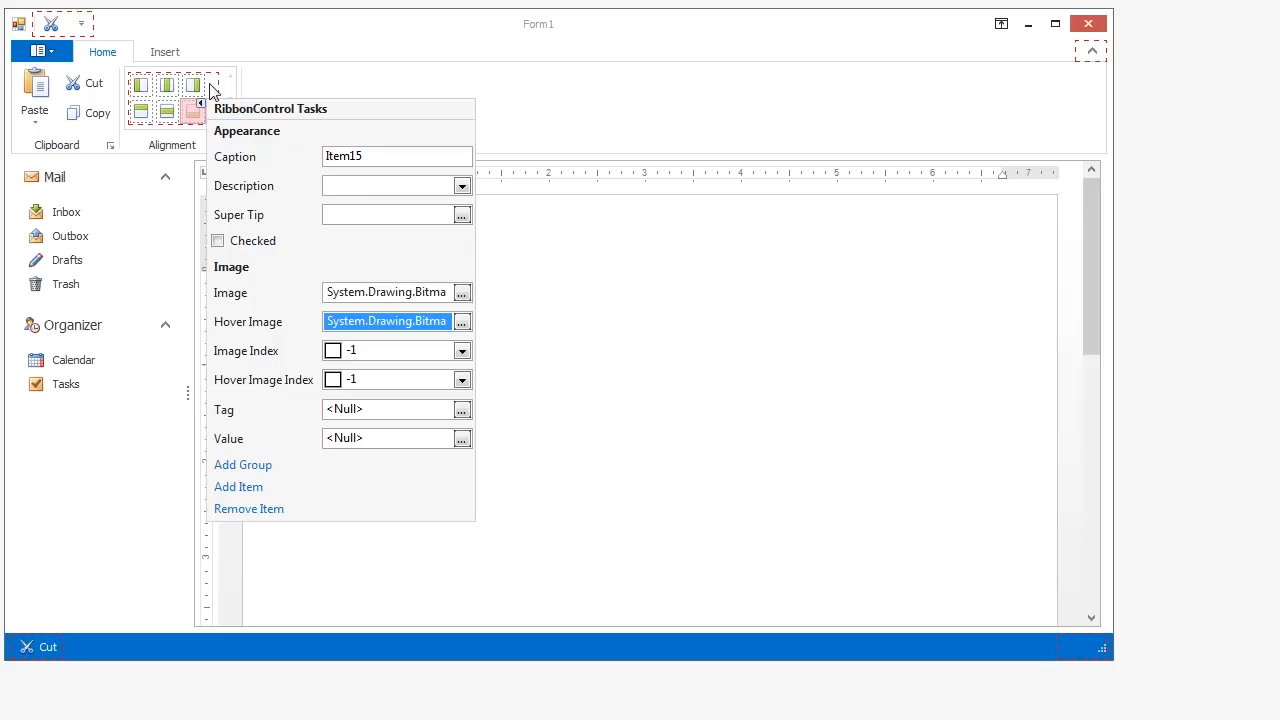 Form1
Home Insert
Paste
Cut
Copy
Clipboard
Alignment
RibbonControl Tasks
Appearance
Caption Item15
Description
Super Tip ...
Checked
Image
Image System.Drawing.Bitma ...
Hover Image System.Drawing.Bitma ...
Image Index -1
Hover Image Index -1
Tag <Null> ...
Value <Null> ...
Add Group
Add Item
Remove Item
Mail
Inbox
Outbox
Drafts
Trash
Organizer
Calendar
Tasks
2 3 4 5 6 7
3
Cut